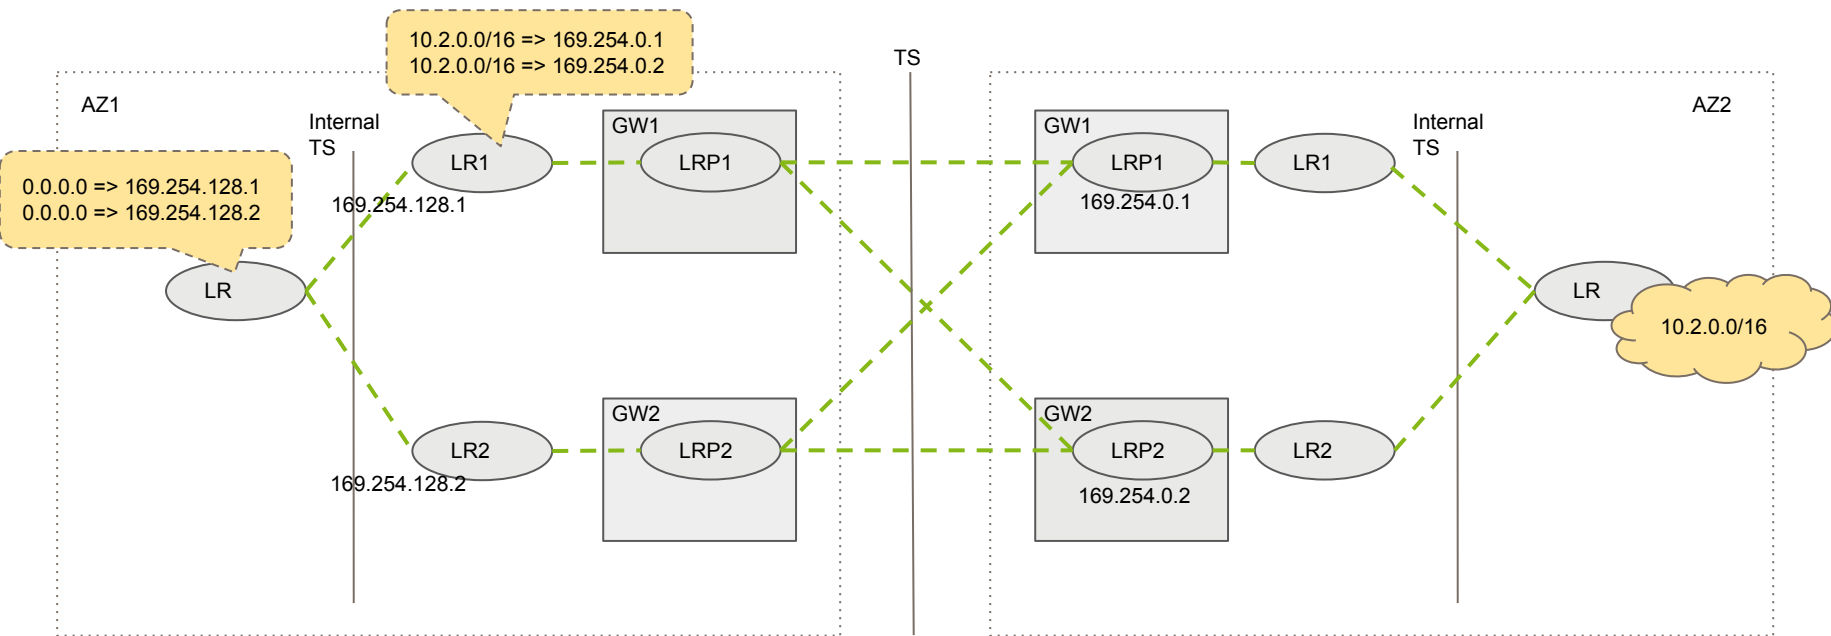 10.2.0.0/16 => 169.254.0.1
10.2.0.0/16 => 169.254.0.2
TS
AZ1
AZ2
Internal
TS
GW1
GW1
Internal
TS
LR1
LRP1
LRP1
LR1
0.0.0.0 => 169.254.128.1
0.0.0.0 => 169.254.128.2
169.254.128.1
169.254.0.1
LR
LR
10.2.0.0/16
GW2
GW2
LR2
LRP2
LRP2
LR2
169.254.128.2
169.254.0.2